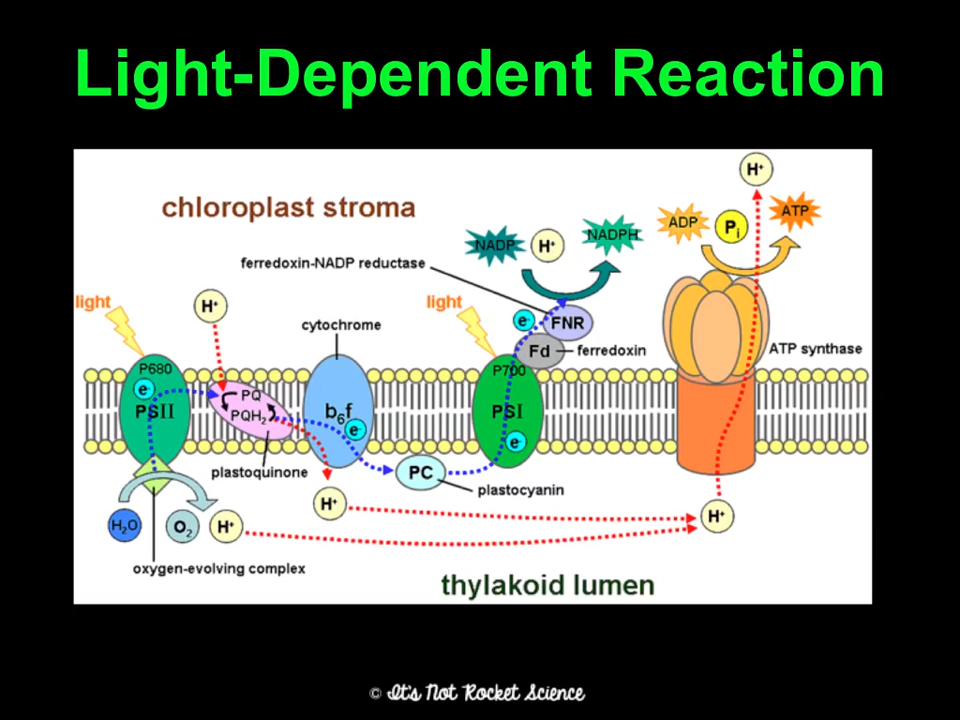 Light-Dependent Reaction
H⁺
chloroplast stroma
ADP
Pi
ATP
NADP
H⁺
NADPH
ferredoxin-NADP reductase
light
H⁺
light
cytochrome
e⁻
FNR
Fd
ferredoxin
ATP synthase
P680
e⁻
PSII
PQ
PQH₂
b₆f
e⁻
P700
PSI
e⁻
plastoquinone
PC
plastocyanin
H₂O
O₂
H⁺
H⁺
H⁺
oxygen-evolving complex
thylakoid lumen
© It's Not Rocket Science